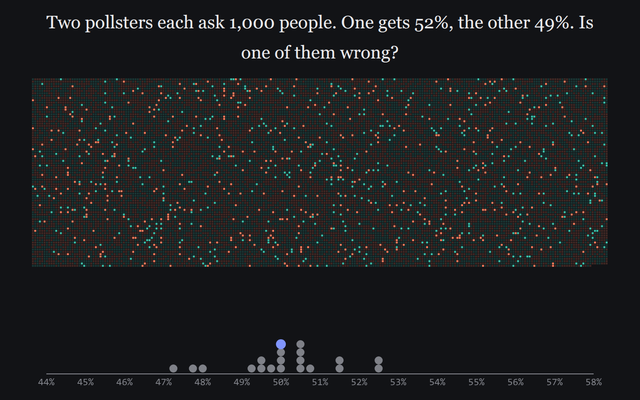 Two pollsters each ask 1,000 people. One gets 52%, the other 49%. Is
one of them wrong?
44% 45% 46% 47% 48% 49% 50% 51% 52% 53% 54% 55% 56% 57% 58%